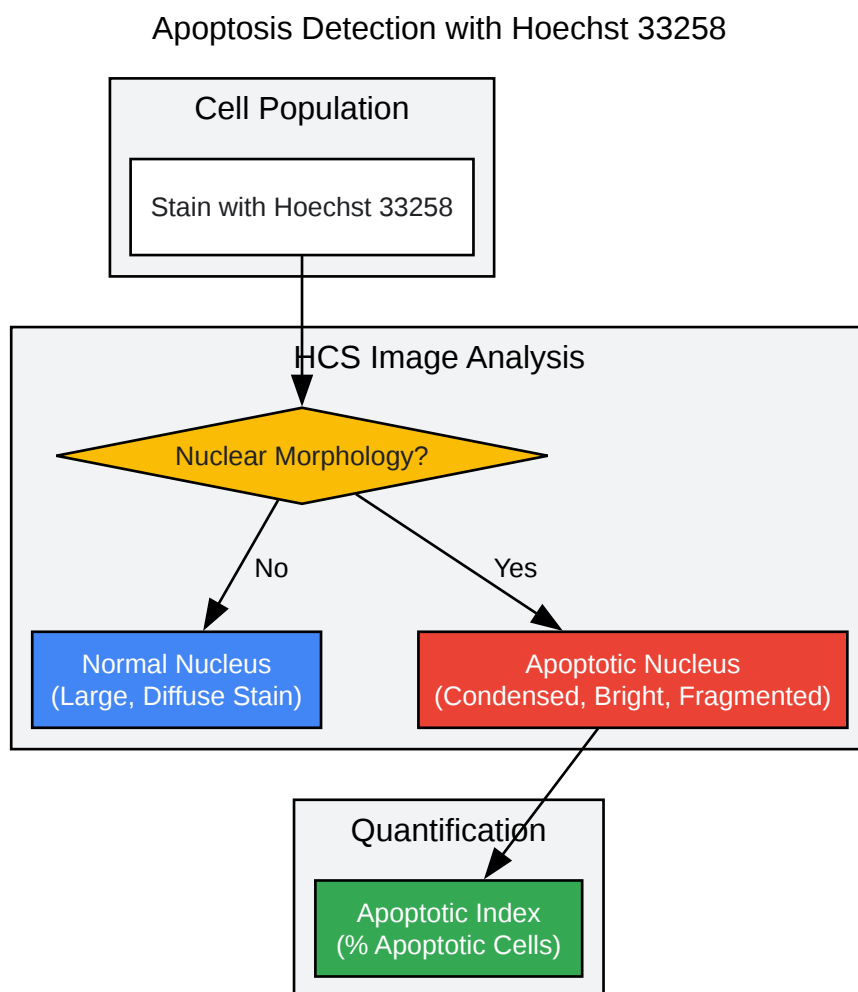 Apoptosis Detection with Hoechst 33258
Cell Population
Stain with Hoechst 33258
HCS Image Analysis
Nuclear Morphology?
No
Yes
Normal Nucleus
(Large, Diffuse Stain)
Apoptotic Nucleus
(Condensed, Bright, Fragmented)
Quantification
Apoptotic Index
(% Apoptotic Cells)